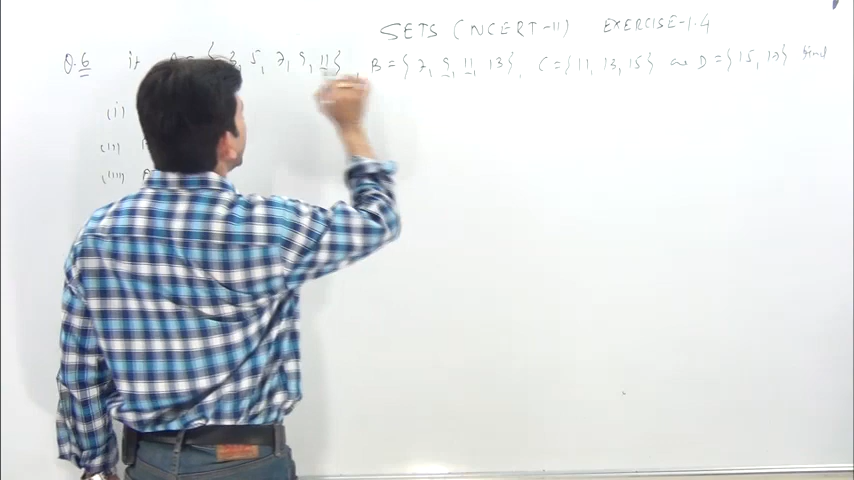 SETS (NCERT-11) EXERCISE-1.4
Q.6 if A = { 3, 5, 7, 9, 11 } , B = { 7, 9, 11, 13 } , C = { 11, 13, 15 } and D = { 15, 17 } find
(i)
(ii)
(iii)